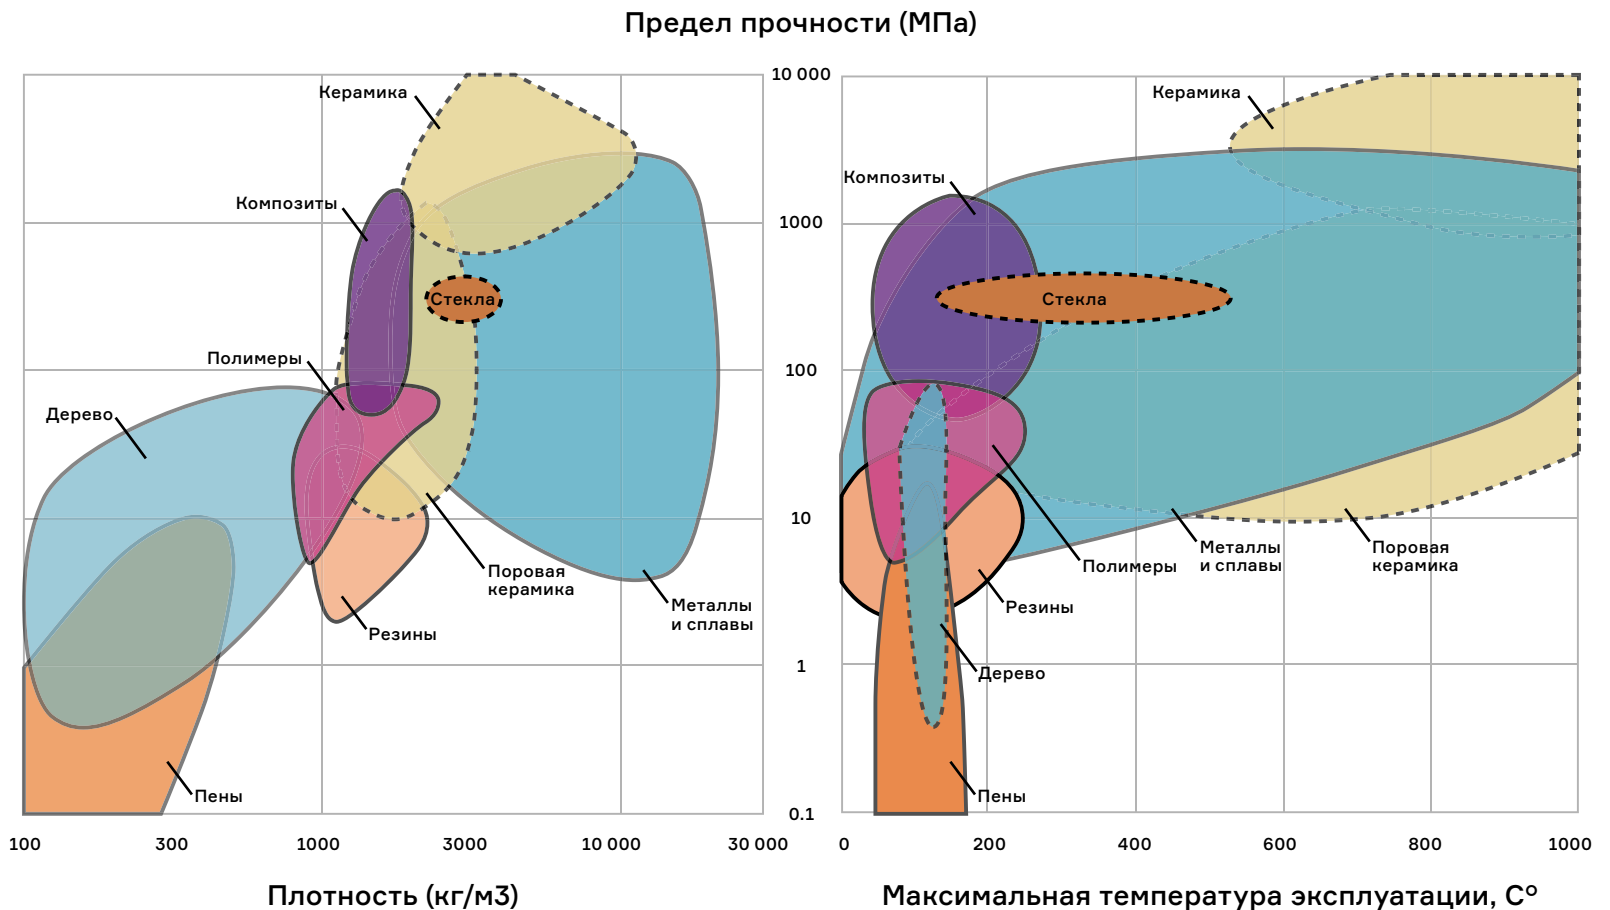 Предел прочности (МПа)
Керамика
Композиты
Полимеры
Дерево
Стекла
Поровая
керамика
Металлы
и сплавы
Резины
Пены
10 000
1000
100
10
1
0.1
Керамика
Композиты
Стекла
Металлы
и сплавы
Поровая
керамика
Полимеры
Резины
Дерево
Пены
100
300
1000
3000
10 000
30 000
0
200
400
600
800
1000
Плотность (кг/м3)
Максимальная температура эксплуатации, С°